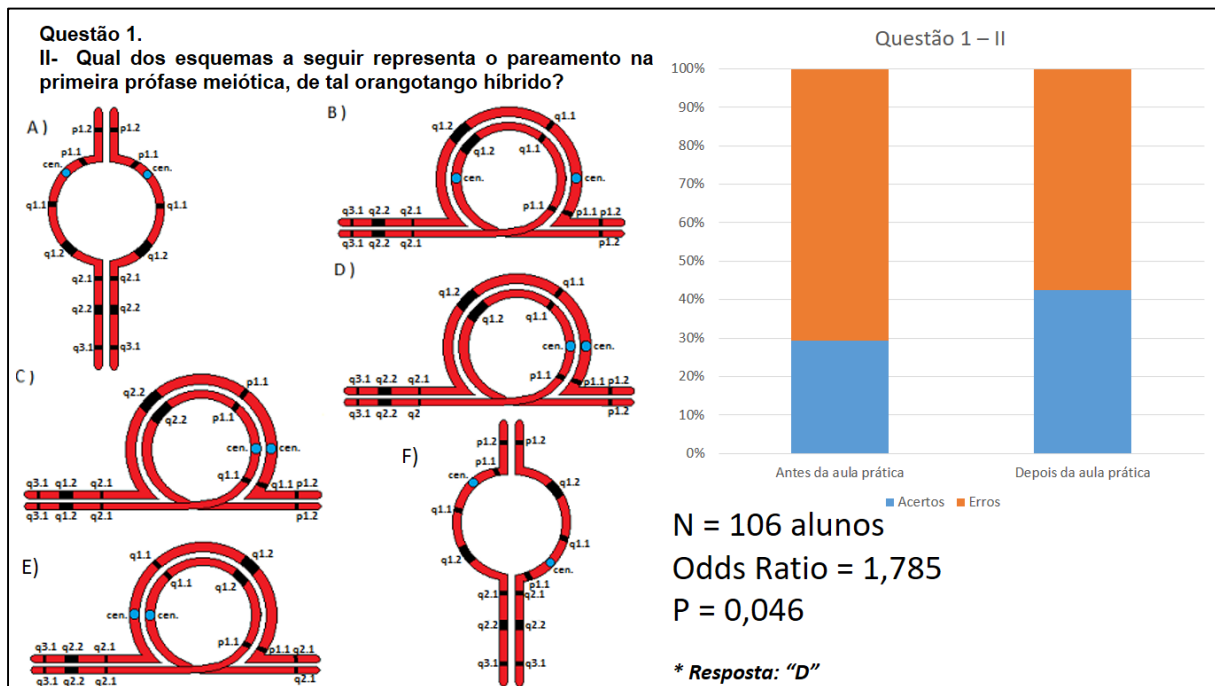 Questão 1.
II- Qual dos esquemas a seguir representa o pareamento na
primeira prófase meiótica, de tal orangotango híbrido?
A )
p1.2 p1.2
p1.1 p1.1
cen. cen.
q1.1 q1.1
q1.2 q1.2
q2.1 q2.1
q2.2 q2.2
q3.1 q3.1
B )
q1.2 q1.1
q1.2 q1.1
cen. cen.
p1.1
q3.1 q2.2 q2.1 p1.1 p1.2
q3.1 q2.2 q2.1 p1.2
D )
q1.2 q1.1
q1.2 q1.1
cen. cen.
p1.1
q3.1 q2.2 q2.1 p1.1 p1.2
q3.1 q2.2 q2 p1.2
C )
q2.2 p1.1
q2.2 p1.1
cen. cen.
q1.1
q3.1 q1.2 q2.1 q1.1 p1.2
q3.1 q1.2 q2.1 p1.2
F)
p1.2 p1.2
p1.1
cen. q1.2
q1.1 q1.1
q1.2 cen.
p1.1
q2.1 q2.1
q2.2 q2.2
q3.1 q3.1
E)
q1.1 q1.2
q1.1 q1.2
cen. cen.
p1.1
q3.1 q2.2 q2.1 p1.1 q2.1
q3.1 q2.2 q2.1 q2.1
Questão 1 – II
100%
90%
80%
70%
60%
50%
40%
30%
20%
10%
0%
Antes da aula prática Depois da aula prática
Acertos Erros
N = 106 alunos
Odds Ratio = 1,785
P = 0,046
* Resposta: “D”